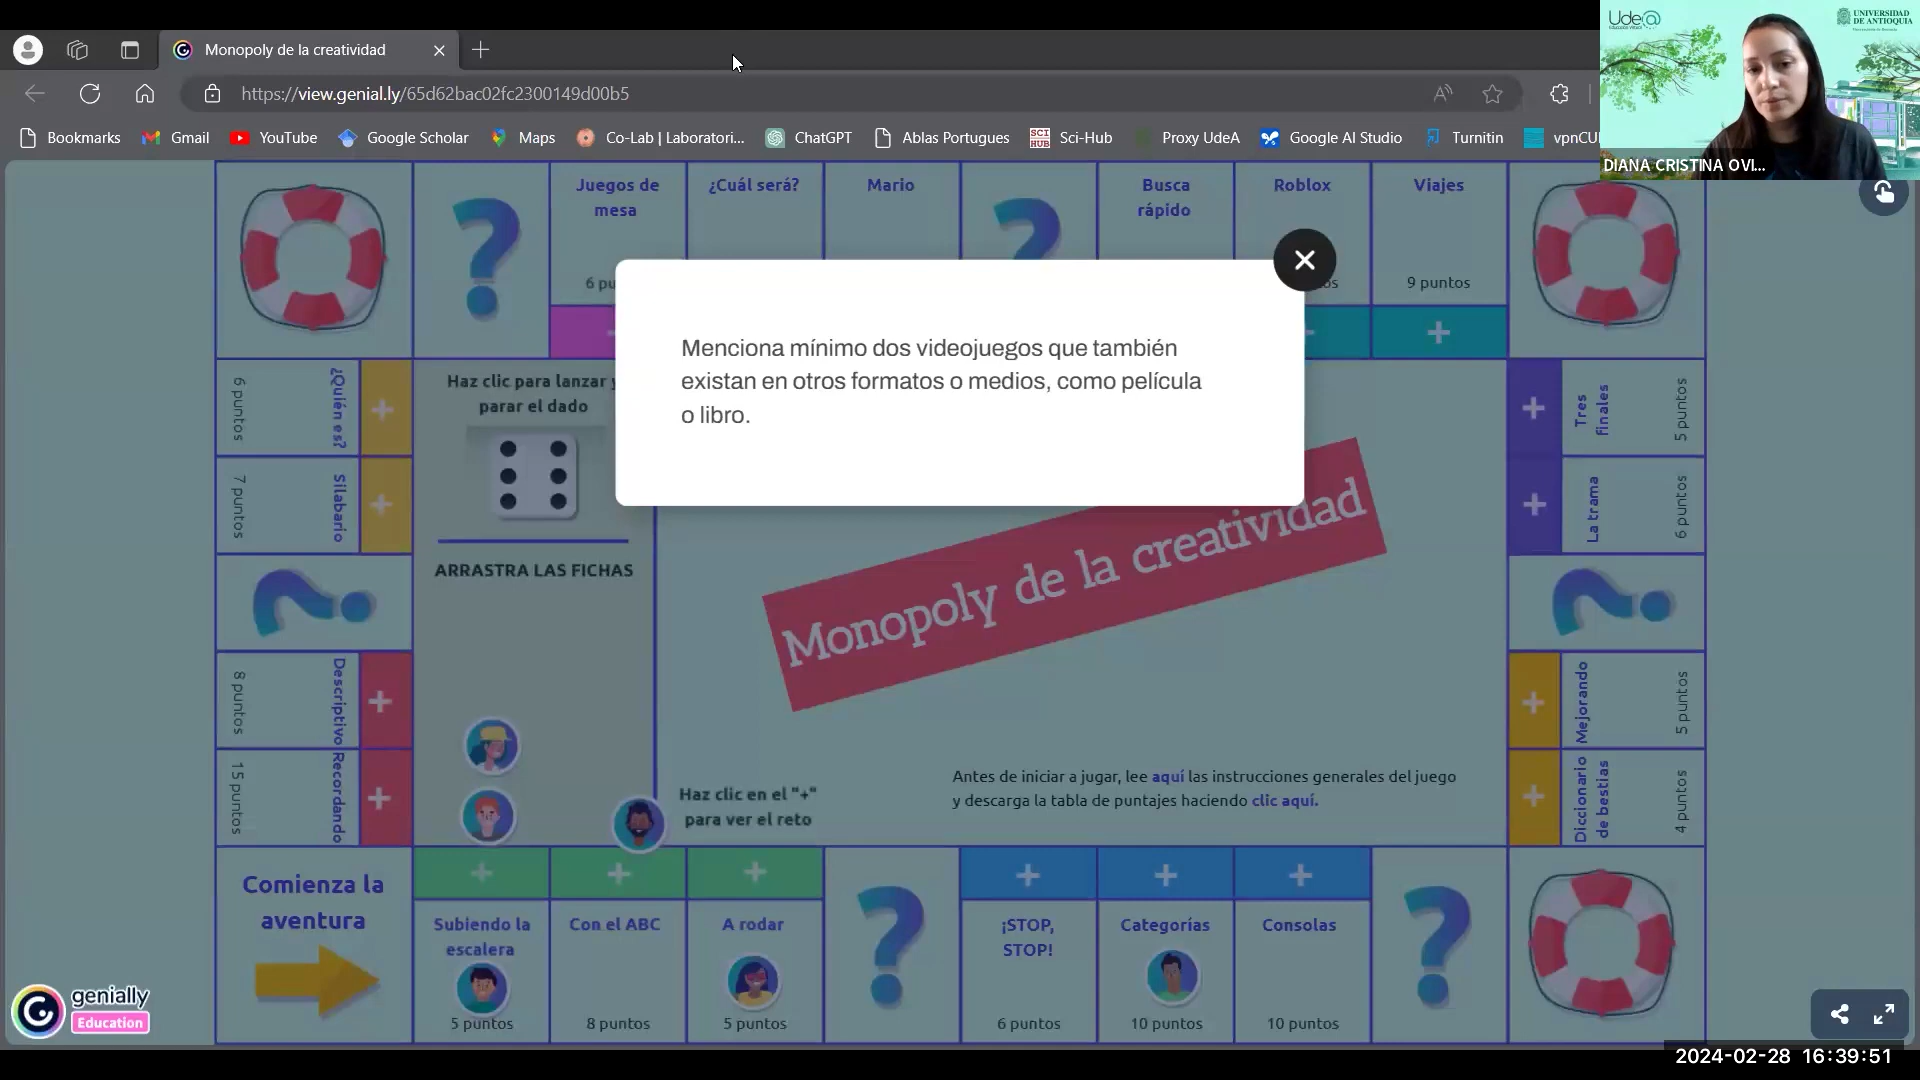 Monopoly de la creatividad
https://view.genial.ly/65d62bac02fc2300149d00b5
Bookmarks Gmail YouTube Google Scholar Maps Co-Lab | Laboratori... ChatGPT Ablas Portugues SCI HUB Sci-Hub Proxy UdeA Google AI Studio Turnitin
Ude@
UNIVERSIDAD
DE ANTIOQUIA
DIANA CRISTINA OVI...
Juegos de
mesa
¿Cuál será?
Mario
Busca
rápido
Roblox
Viajes
9 puntos
Menciona mínimo dos videojuegos que también
existan en otros formatos o medios, como película
o libro.
¿Quién es?
6 puntos
Silabario
7 puntos
Descriptivo
8 puntos
Recordando
15 puntos
Haz clic para lanzar y
parar el dado
ARRASTRA LAS FICHAS
Monopoly de la creatividad
Haz clic en el "+"
para ver el reto
Antes de iniciar a jugar, lee aquí las instrucciones generales del juego
y descarga la tabla de puntajes haciendo clic aquí.
Tres
finales
5 puntos
La trama
6 puntos
Mejorando
5 puntos
Diccionario
de bestias
4 puntos
Comienza la
aventura
Subiendo la
escalera
5 puntos
Con el ABC
8 puntos
A rodar
5 puntos
¡STOP,
STOP!
6 puntos
Categorías
10 puntos
Consolas
10 puntos
genially
Education
2024-02-28 16:39:51